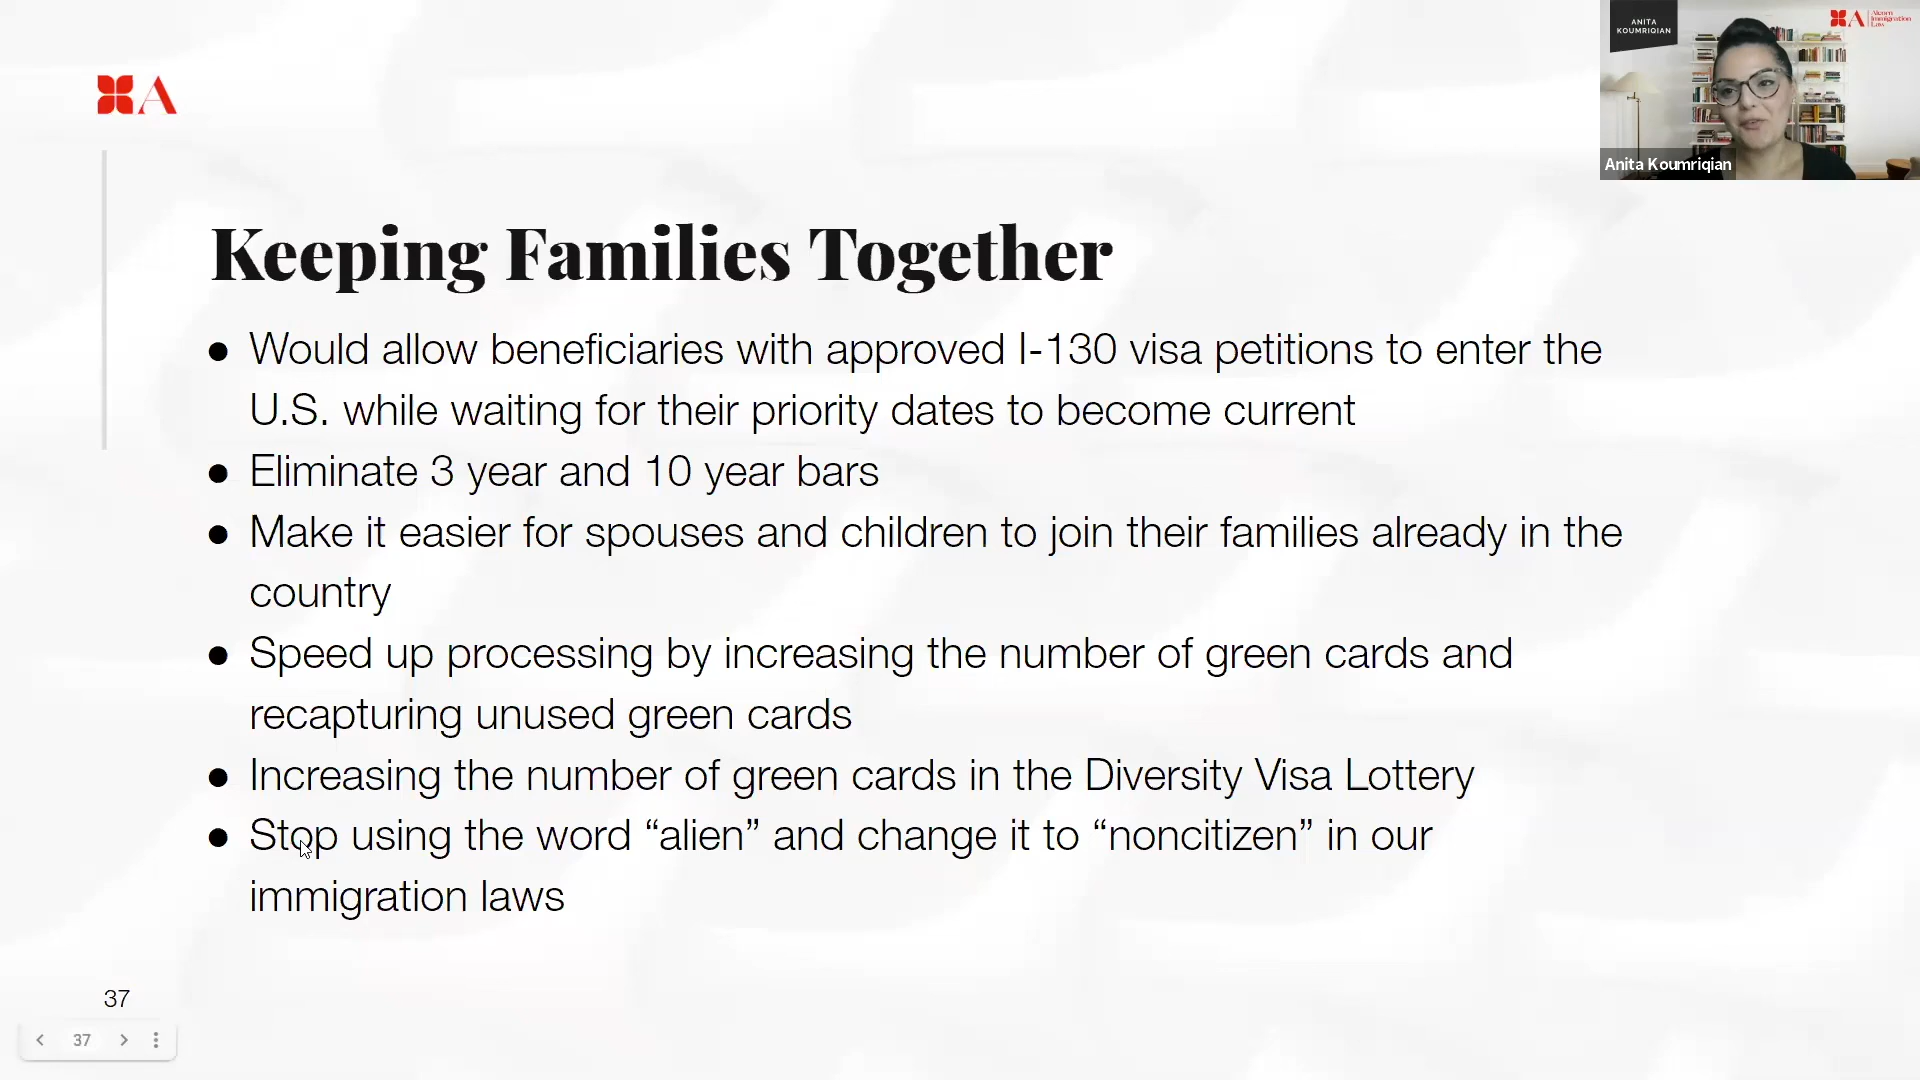 ANITA
KOUMRIQIAN
A
Alcorn
Immigration
Law
A
Anita Koumriqian
Keeping Families Together
● Would allow beneficiaries with approved I-130 visa petitions to enter the
U.S. while waiting for their priority dates to become current
● Eliminate 3 year and 10 year bars
● Make it easier for spouses and children to join their families already in the
country
● Speed up processing by increasing the number of green cards and
recapturing unused green cards
● Increasing the number of green cards in the Diversity Visa Lottery
● Stop using the word “alien” and change it to “noncitizen” in our
immigration laws
37
37